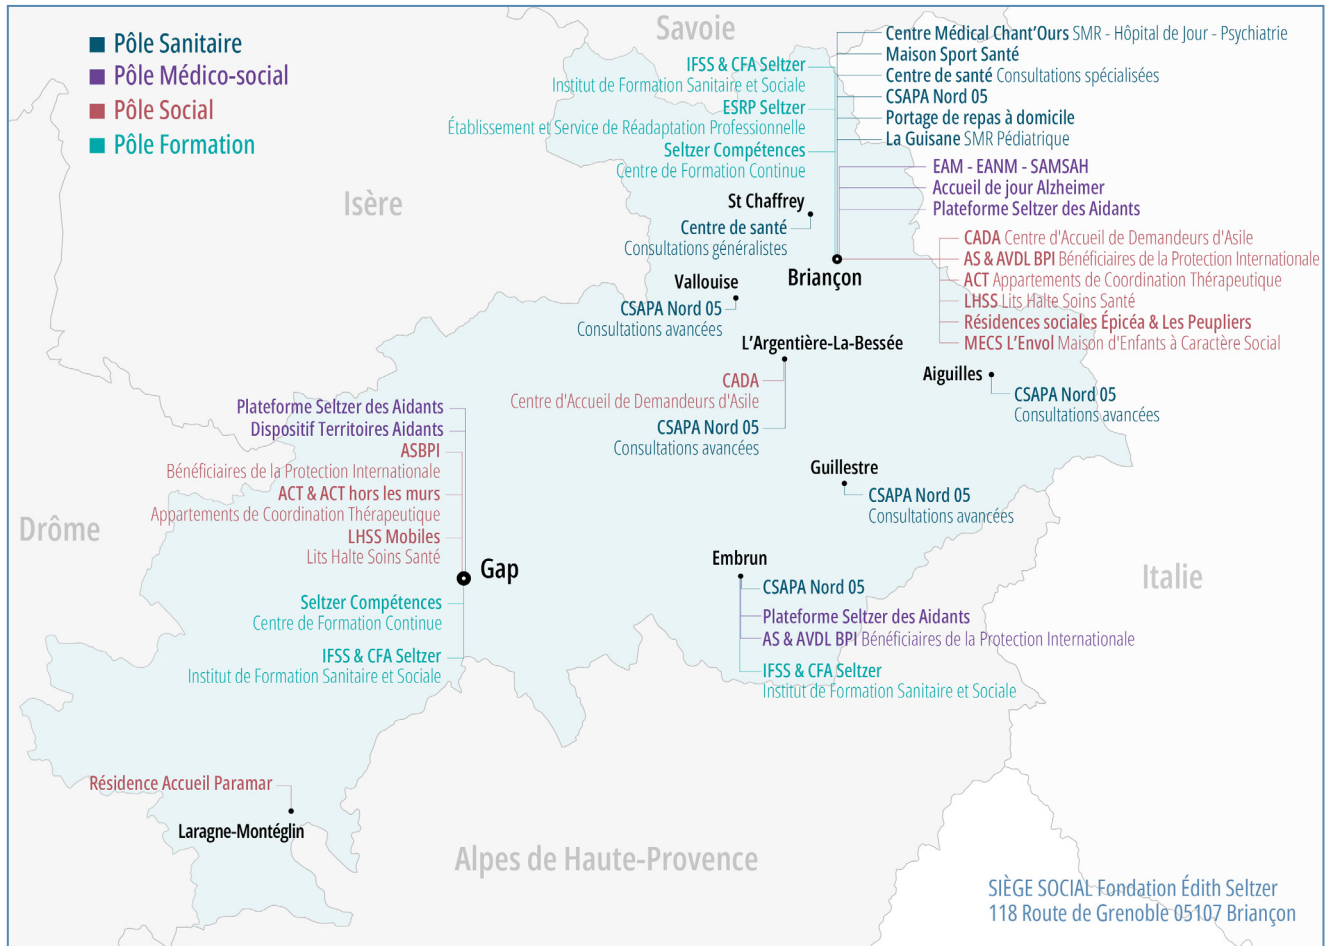 Pôle Sanitaire
Pôle Médico-social
Pôle Social
Pôle Formation
Savoie
Isère
Drôme
Italie
Alpes de Haute-Provence
IFSS & CFA Seltzer
Institut de Formation Sanitaire et Sociale
ESRP Seltzer
Établissement et Service de Réadaptation Professionnelle
Seltzer Compétences
Centre de Formation Continue
Centre Médical Chant'Ours SMR - Hôpital de Jour - Psychiatrie
Maison Sport Santé
Centre de santé Consultations spécialisées
CSAPA Nord 05
Portage de repas à domicile
La Guisane SMR Pédiatrique
EAM - EANM - SAMSAH
Accueil de jour Alzheimer
Plateforme Seltzer des Aidants
CADA Centre d'Accueil de Demandeurs d'Asile
AS & AVDL BPI Bénéficiaires de la Protection Internationale
ACT Appartements de Coordination Thérapeutique
LHSS Lits Halte Soins Santé
Résidences sociales Épicéa & Les Peupliers
MECS L'Envol Maison d'Enfants à Caractère Social
Briançon
St Chaffrey
Centre de santé
Consultations généralistes
Vallouise
CSAPA Nord 05
Consultations avancées
L'Argentière-La-Bessée
CADA
Centre d'Accueil de Demandeurs d'Asile
CSAPA Nord 05
Consultations avancées
Aiguilles
CSAPA Nord 05
Consultations avancées
Guillestre
CSAPA Nord 05
Consultations avancées
Plateforme Seltzer des Aidants
Dispositif Territoires Aidants
ASBPI
Bénéficiaires de la Protection Internationale
ACT & ACT hors les murs
Appartements de Coordination Thérapeutique
LHSS Mobiles
Lits Halte Soins Santé
Gap
Seltzer Compétences
Centre de Formation Continue
IFSS & CFA Seltzer
Institut de Formation Sanitaire et Sociale
Embrun
CSAPA Nord 05
Plateforme Seltzer des Aidants
AS & AVDL BPI Bénéficiaires de la Protection Internationale
IFSS & CFA Seltzer
Institut de Formation Sanitaire et Sociale
Résidence Accueil Paramar
Laragne-Montéglin
SIÈGE SOCIAL Fondation Édith Seltzer
118 Route de Grenoble 05107 Briançon